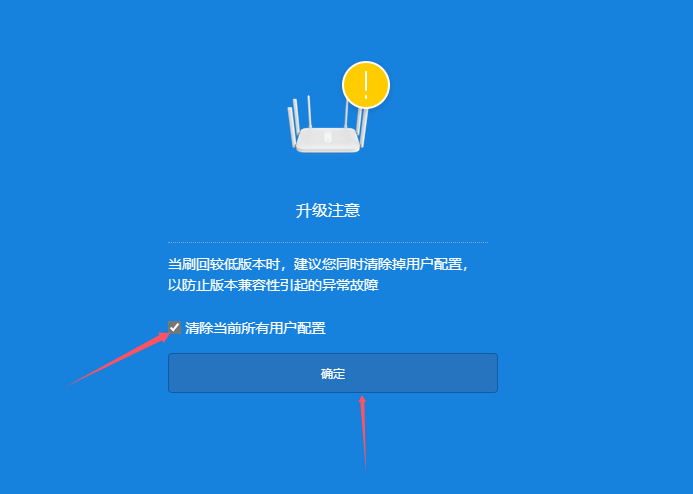 升级注意
当刷回较低版本时，建议您同时清除掉用户配置，
以防止版本兼容性引起的异常故障
清除当前所有用户配置
确定